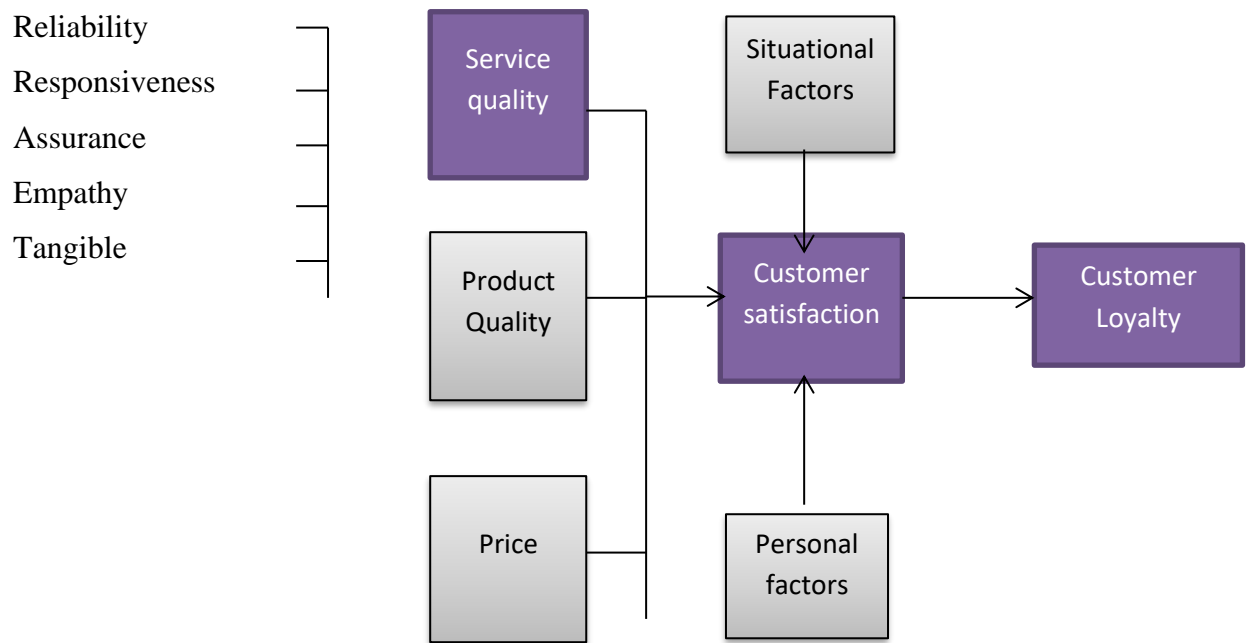 Reliability
Responsiveness
Assurance
Empathy
Tangible
Service
quality
Situational
Factors
Product
Quality
Customer
satisfaction
Customer
Loyalty
Price
Personal
factors